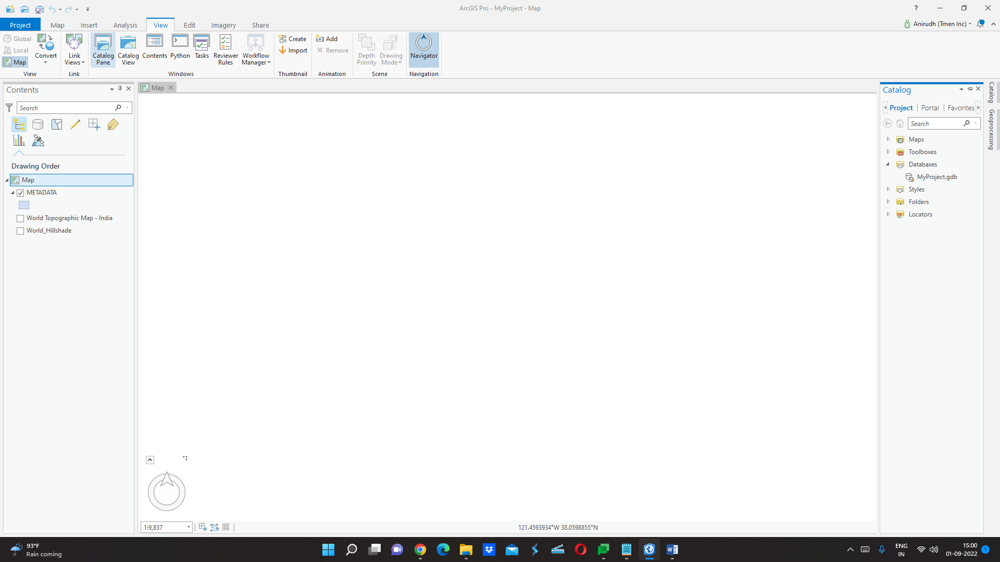 ArcGIS Pro - MyProject - Map
?
Project
Map
Insert
Analysis
View
Edit
Imagery
Share
Anirudh (Tmen Inc)
Global
Local
Map
Convert
View
Link
Views
Link
Catalog
Pane
Catalog
View
Contents
Python
Tasks
Reviewer
Rules
Workflow
Manager
Windows
Create
Import
Thumbnail
Add
Remove
Animation
Depth
Priority
Drawing
Mode
Scene
Navigator
Navigation
Contents
Search
Drawing Order
Map
METADATA
World Topographic Map - India
World_Hillshade
Map
1:9,837
121.4593934°W 38.0598855°N
Catalog
Project
Portal
Favorites
Search
Maps
Toolboxes
Databases
MyProject.gdb
Styles
Folders
Locators
Catalog
Geoprocessing
93°F
Rain coming
ENG
IN
15:00
01-09-2022
1